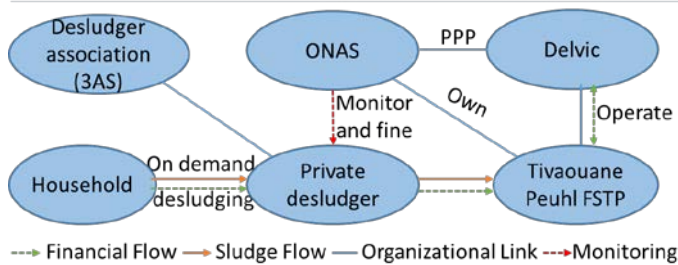 Desludger
association
(3AS)
ONAS
PPP
Delvic
Monitor
and fine
Own
Operate
Household
On demand
desludging
Private
desludger
Tivaouane
Peuhl FSTP
Financial Flow
Sludge Flow
Organizational Link
Monitoring